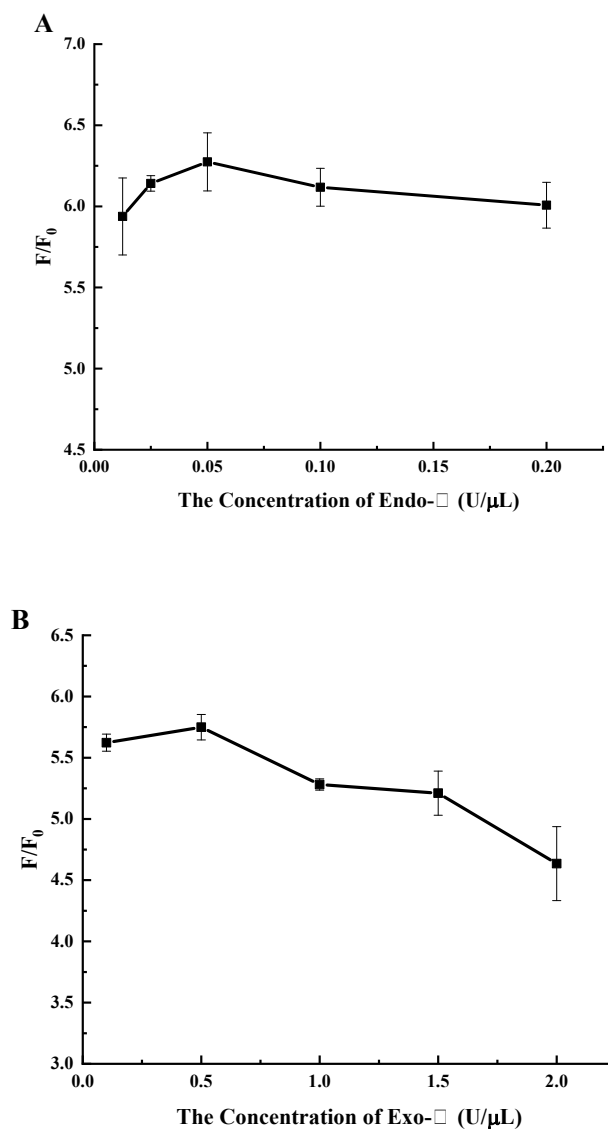 A
7.0
6.5
6.0
5.5
5.0
4.5
F/F₀
0.00 0.05 0.10 0.15 0.20
The Concentration of Endo-□ (U/μL)
B
6.5
6.0
5.5
5.0
4.5
4.0
3.5
3.0
F/F₀
0.0 0.5 1.0 1.5 2.0
The Concentration of Exo-□ (U/μL)